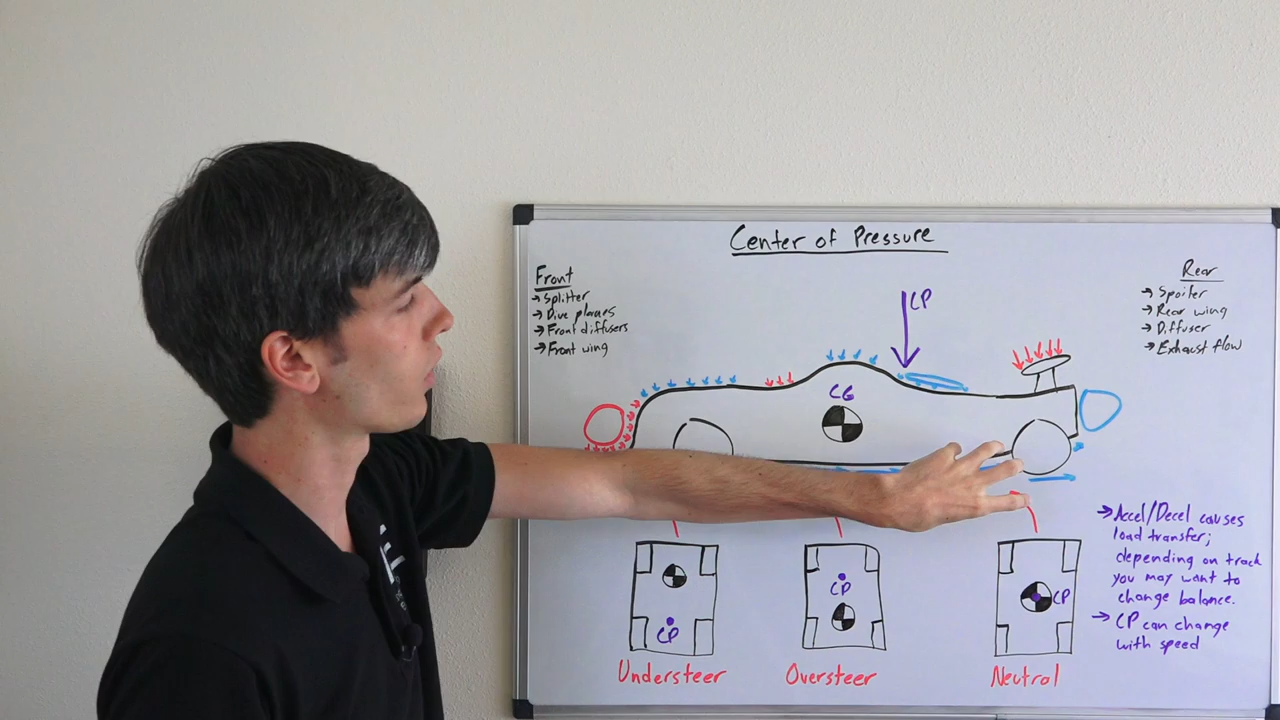 Center of Pressure
Front
→ Splitter
→ Dive planes
→ Front diffusers
→ Front wing
Rear
→ Spoiler
→ Rear wing
→ Diffuser
→ Exhaust flow
CP
CG
→ Accel/Decel causes
load transfer;
depending on track
you may want to
change balance.
→ CP can change
with speed
CP
CP
CP
Understeer
Oversteer
Neutral